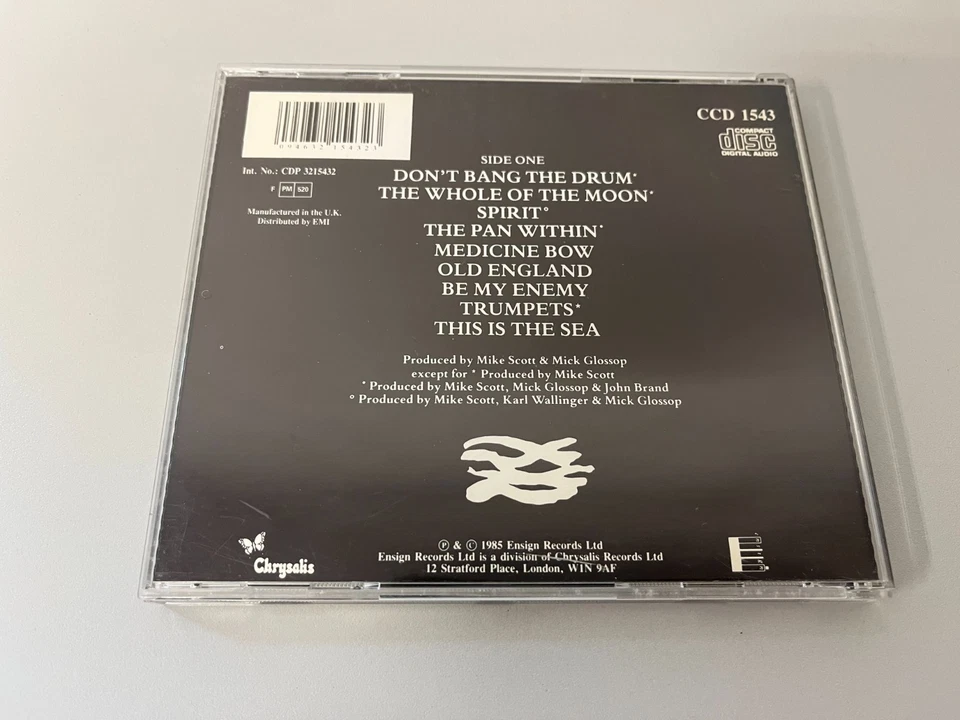 CCD 1543
COMPACT
disc
DIGITAL AUDIO
0 94632 15432 3
Int. No.: CDP 3215432
F PM 520
Manufactured in the U.K.
Distributed by EMI
SIDE ONE
DON'T BANG THE DRUM*
THE WHOLE OF THE MOON*
SPIRIT°
THE PAN WITHIN*
MEDICINE BOW
OLD ENGLAND
BE MY ENEMY
TRUMPETS*
THIS IS THE SEA
Produced by Mike Scott & Mick Glossop
except for * Produced by Mike Scott
* Produced by Mike Scott, Mick Glossop & John Brand
° Produced by Mike Scott, Karl Wallinger & Mick Glossop
Ⓟ & © 1985 Ensign Records Ltd
Ensign Records Ltd is a division of Chrysalis Records Ltd
12 Stratford Place, London, W1N 9AF
Chrysalis